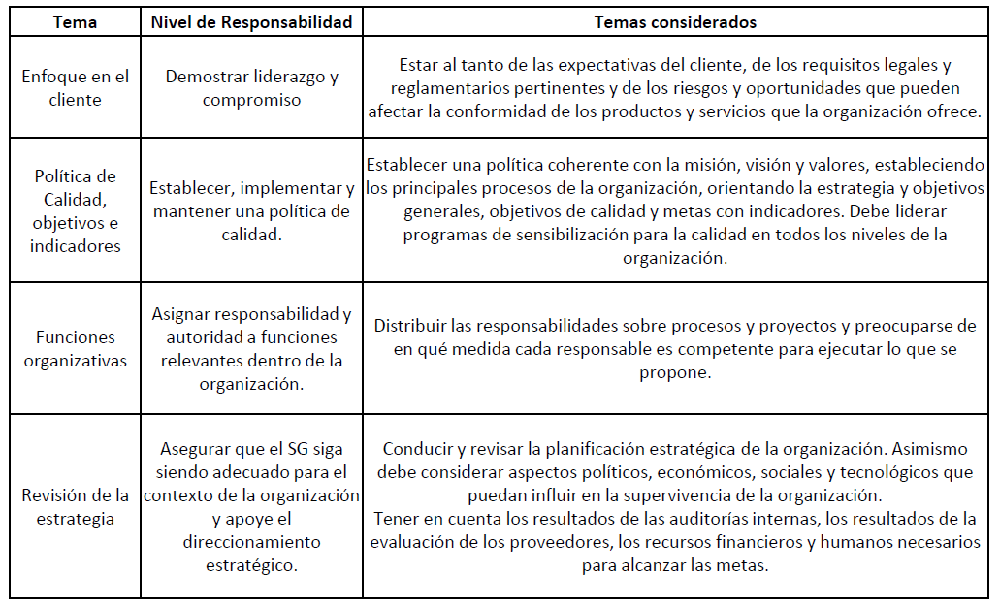 Tema
Nivel de Responsabilidad
Temas considerados
Enfoque en el
cliente
Demostrar liderazgo y
compromiso
Estar al tanto de las expectativas del cliente, de los requisitos legales y
reglamentarios pertinentes y de los riesgos y oportunidades que pueden
afectar la conformidad de los productos y servicios que la organización ofrece.
Política de
Calidad,
objetivos e
indicadores
Establecer, implementar y
mantener una política de
calidad.
Establecer una política coherente con la misión, visión y valores, estableciendo
los principales procesos de la organización, orientando la estrategia y objetivos
generales, objetivos de calidad y metas con indicadores. Debe liderar
programas de sensibilización para la calidad en todos los niveles de la
organización.
Funciones
organizativas
Asignar responsabilidad y
autoridad a funciones
relevantes dentro de la
organización.
Distribuir las responsabilidades sobre procesos y proyectos y preocuparse de
en qué medida cada responsable es competente para ejecutar lo que se
propone.
Revisión de la
estrategia
Asegurar que el SG siga
siendo adecuado para el
contexto de la organización
y apoye el
direccionamiento
estratégico.
Conducir y revisar la planificación estratégica de la organización. Asimismo
debe considerar aspectos políticos, económicos, sociales y tecnológicos que
puedan influir en la supervivencia de la organización.
Tener en cuenta los resultados de las auditorías internas, los resultados de la
evaluación de los proveedores, los recursos financieros y humanos necesarios
para alcanzar las metas.